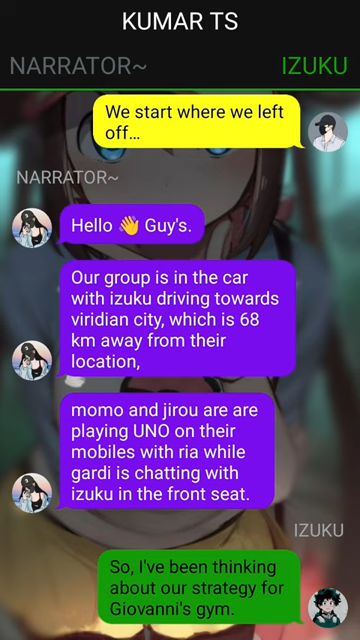 KUMAR TS
NARRATOR~
IZUKU
We start where we left
off...
NARRATOR~
Hello 👋 Guy's.
Our group is in the car
with izuku driving towards
viridian city, which is 68
km away from their
location,
momo and jirou are are
playing UNO on their
mobiles with ria while
gardi is chatting with
izuku in the front seat.
IZUKU
So, I've been thinking
about our strategy for
Giovanni's gym.